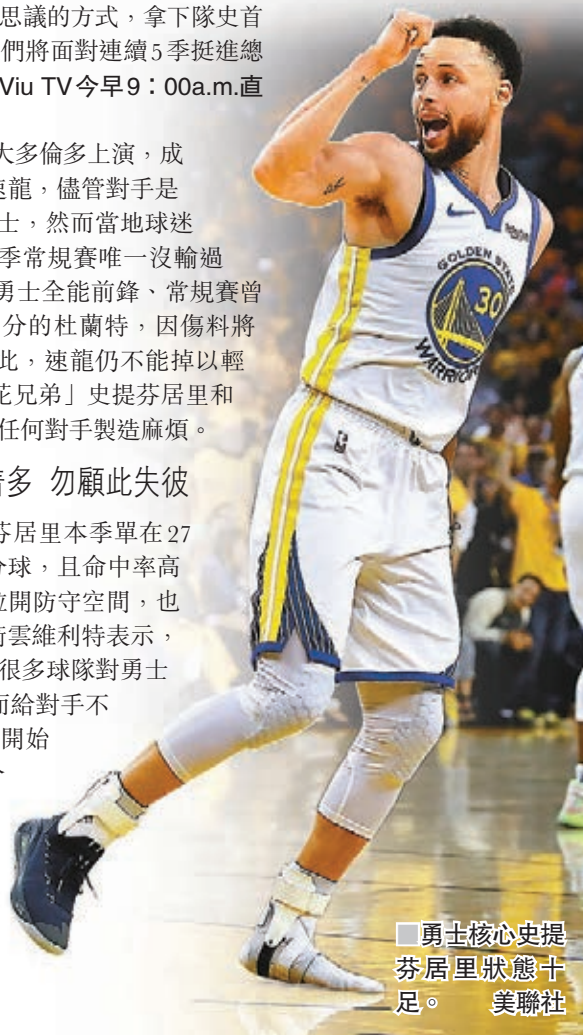 思議的方式，拿下隊史首
們將面對連續5季挺進總
Viu TV今早9：00a.m.直
大多倫多上演，成
速龍，儘管對手是
士，然而當地球迷
季常規賽唯一沒輸過
勇士全能前鋒、常規賽曾
分的杜蘭特，因傷料將
此，速龍仍不能掉以輕
花兄弟」史提芬居里和
任何對手製造麻煩。
多 勿顧此失彼
芬居里本季單在27
分球，且命中率高
拉開防守空間，也
雲維利特表示，
很多球隊對勇士
而給對手不
開始
GOLDEN STATE
30
WARRIORS
■勇士核心史提
芬居里狀態十
足。 美聯社